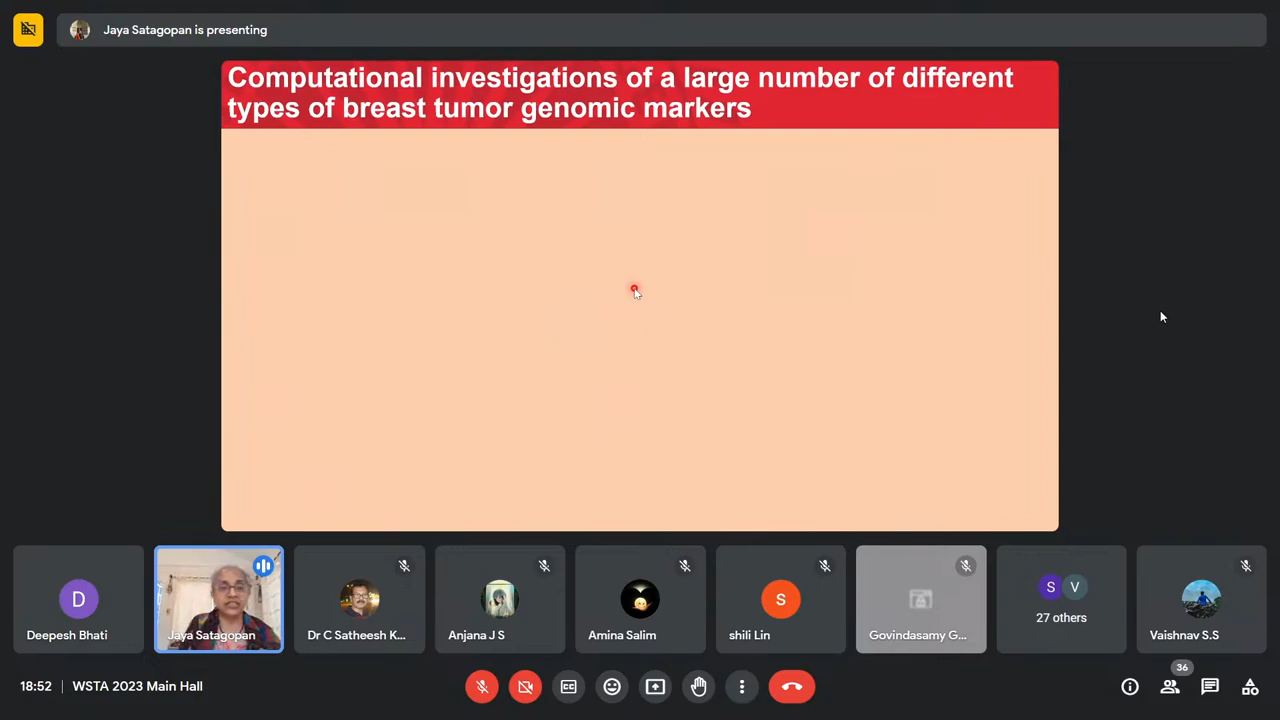 Jaya Satagopan is presenting
Computational investigations of a large number of different
types of breast tumor genomic markers
D
S
S V
27 others
Deepesh Bhati
Jaya Satagopan
Dr C Satheesh K...
Anjana J S
Amina Salim
shili Lin
Govindasamy G...
Vaishnav S.S
36
18:52 | WSTA 2023 Main Hall